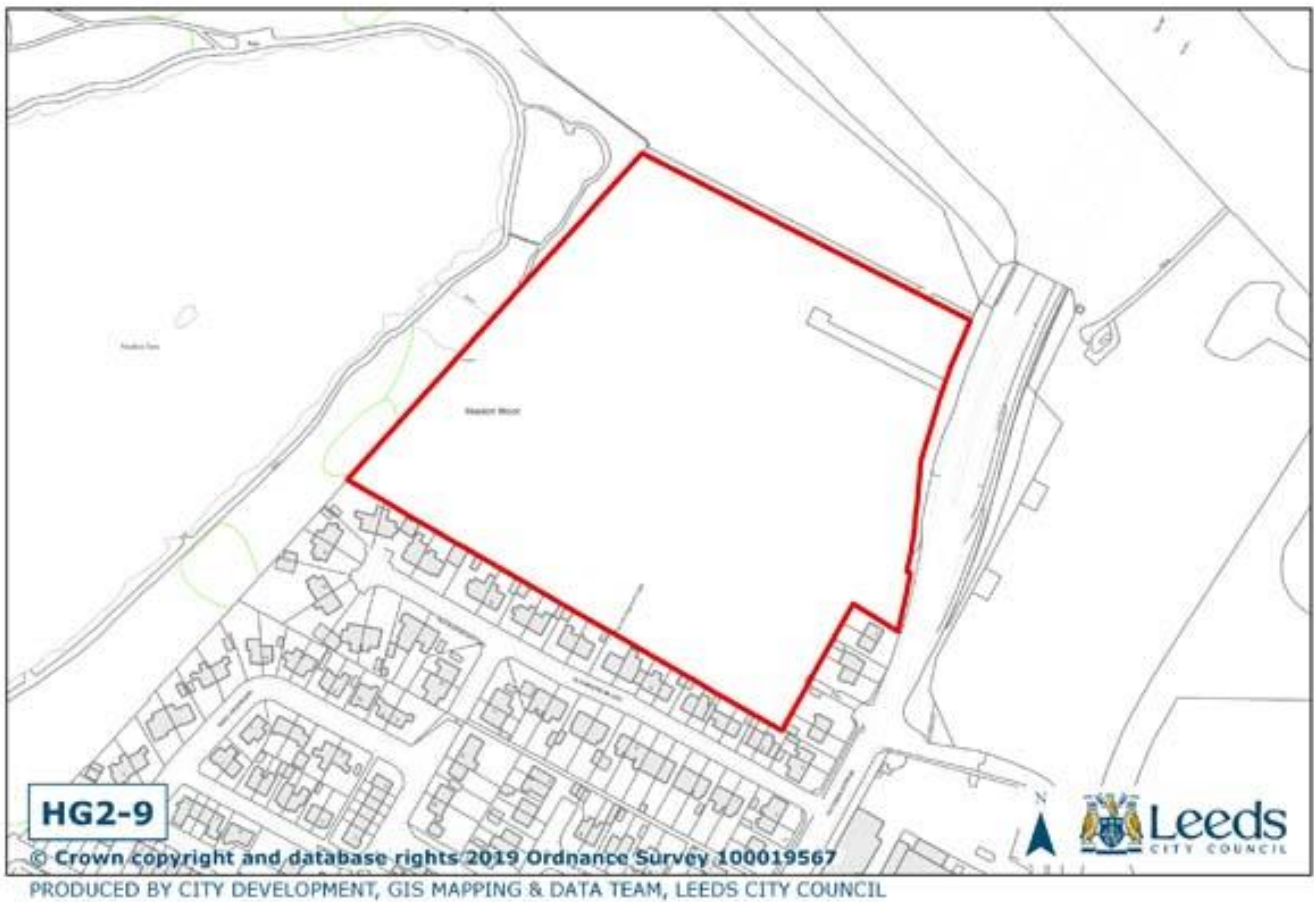 HG2-9
Leeds
CITY COUNCIL
© Crown copyright and database rights 2019 Ordnance Survey 100019567
PRODUCED BY CITY DEVELOPMENT, GIS MAPPING & DATA TEAM, LEEDS CITY COUNCIL
N